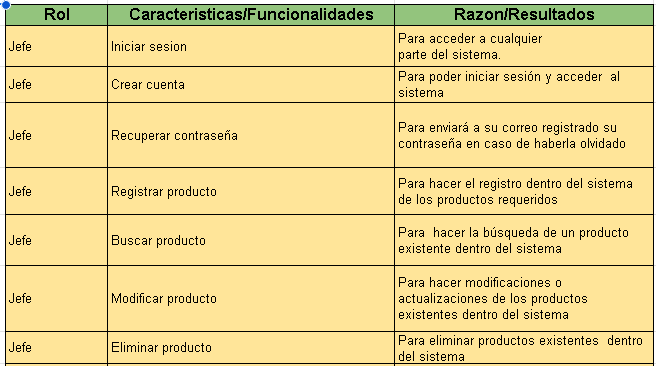 Rol Caracteristicas/Funcionalidades Razon/Resultados
Jefe Iniciar sesion Para acceder a cualquier
parte del sistema.
Jefe Crear cuenta Para poder iniciar sesión y acceder al
sistema
Jefe Recuperar contraseña Para enviará a su correo registrado su
contraseña en caso de haberla olvidado
Jefe Registrar producto Para hacer el registro dentro del sistema
de los productos requeridos
Jefe Buscar producto Para hacer la búsqueda de un producto
existente dentro del sistema
Jefe Modificar producto Para hacer modificaciones o
actualizaciones de los productos
existentes dentro del sistema
Jefe Eliminar producto Para eliminar productos existentes dentro
del sistema